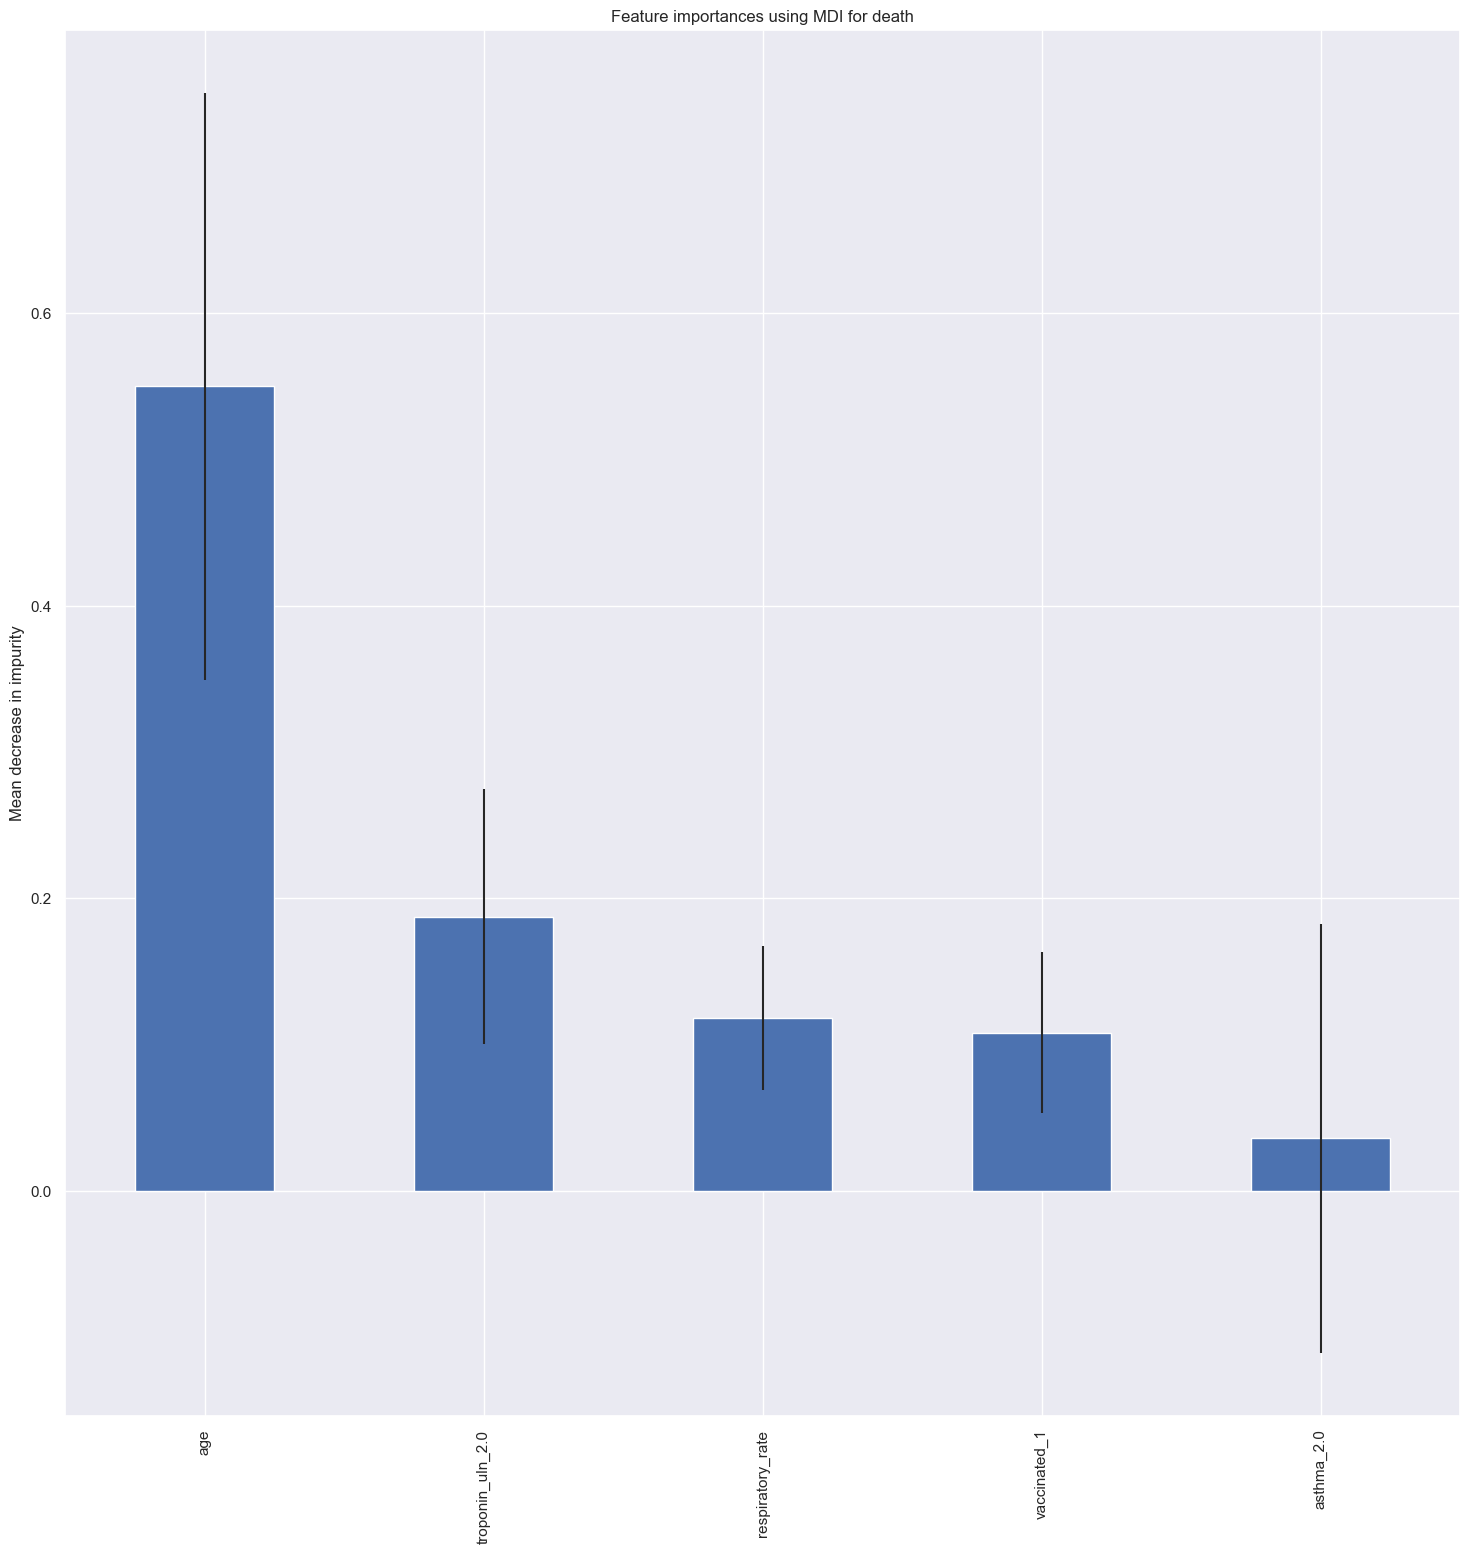 Feature importances using MDI for death
Mean decrease in impurity
0.6
0.4
0.2
0.0
age
troponin_uln_2.0
respiratory_rate
vaccinated_1
asthma_2.0